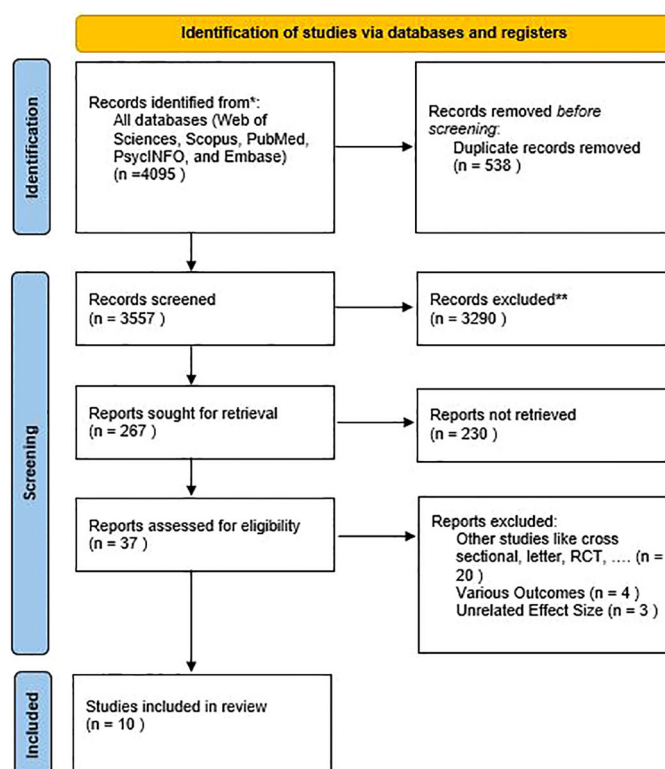 Identification of studies via databases and registers
Identification
Records identified from*:
All databases (Web of
Sciences, Scopus, PubMed,
PsycINFO, and Embase)
(n =4095 )
Records removed before
screening:
Duplicate records removed
(n = 538)
Screening
Records screened
(n = 3557 )
Records excluded**
(n = 3290)
Reports sought for retrieval
(n = 267)
Reports not retrieved
(n = 230)
Reports assessed for eligibility
(n = 37)
Reports excluded:
Other studies like cross
sectional, letter, RCT, .... (n =
20)
Various Outcomes (n = 4)
Unrelated Effect Size (n = 3 )
Included
Studies included in review
(n = 10)